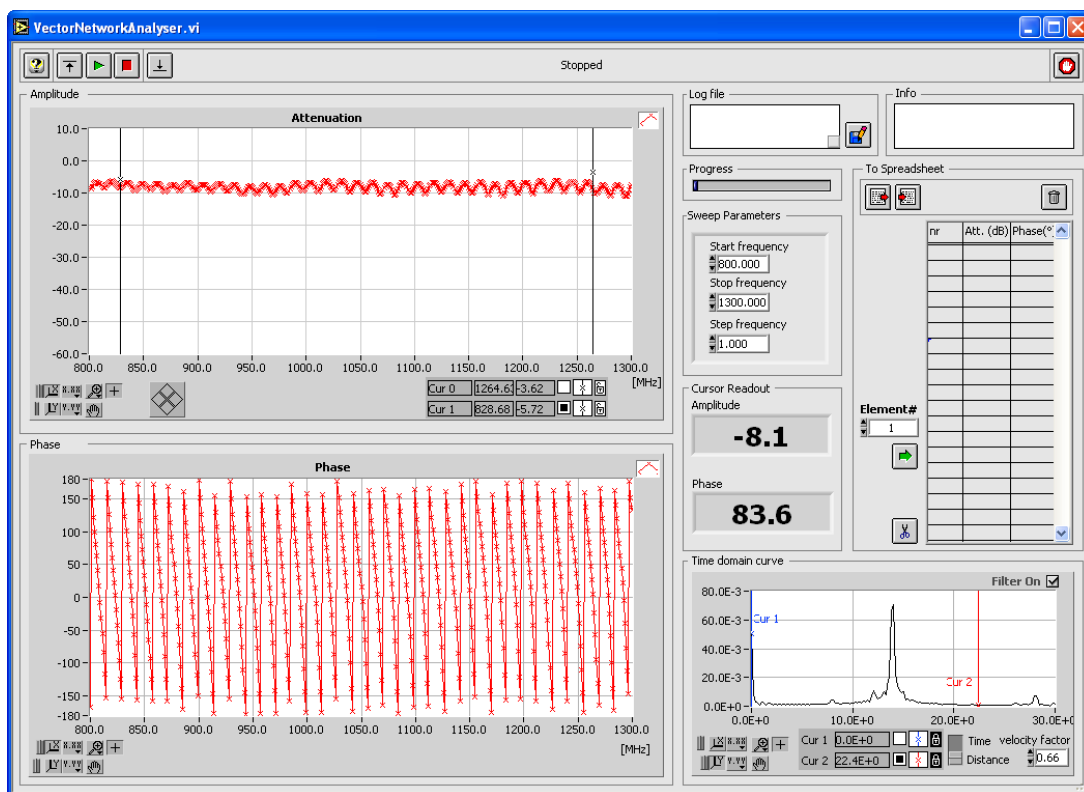 VectorNetworkAnalyser.vi
Stopped
Amplitude
Attenuation
10.0
0.0
-10.0
-20.0
-30.0
-40.0
-50.0
-60.0
800.0 850.0 900.0 950.0 1000.0 1050.0 1100.0 1150.0 1200.0 1250.0 1300.0
[MHz]
Cur 0 1264.63 -3.62
Cur 1 828.68 -5.72
Phase
Phase
180
150
100
50
0
-50
-100
-150
-180
800.0 850.0 900.0 950.0 1000.0 1050.0 1100.0 1150.0 1200.0 1250.0 1300.0
[MHz]
Log file
Info
Progress
To Spreadsheet
nr Att. (dB) Phase(°)
Element#
1
Sweep Parameters
Start frequency
800.000
Stop frequency
1300.000
Step frequency
1.000
Cursor Readout
Amplitude
-8.1
Phase
83.6
Time domain curve
Filter On
80.0E-3
60.0E-3
40.0E-3
20.0E-3
0.0E+0
Cur 1
Cur 2
0.0E+0 10.0E+0 20.0E+0 30.0E+0
Cur 1 0.0E+0
Cur 2 22.4E+0
Time
Distance
velocity factor
0.66